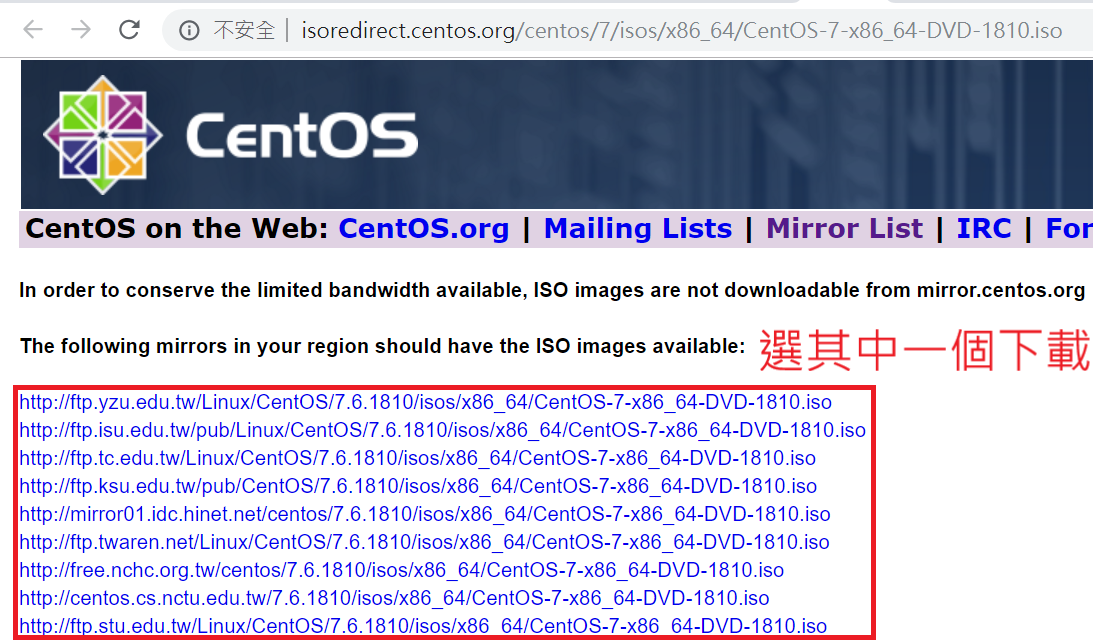 不安全 | isoredirect.centos.org/centos/7/isos/x86_64/CentOS-7-x86_64-DVD-1810.iso
CentOS
CentOS on the Web: CentOS.org | Mailing Lists | Mirror List | IRC | For
In order to conserve the limited bandwidth available, ISO images are not downloadable from mirror.centos.org
The following mirrors in your region should have the ISO images available: 選其中一個下載
http://ftp.yzu.edu.tw/Linux/CentOS/7.6.1810/isos/x86_64/CentOS-7-x86_64-DVD-1810.iso
http://ftp.isu.edu.tw/pub/Linux/CentOS/7.6.1810/isos/x86_64/CentOS-7-x86_64-DVD-1810.iso
http://ftp.tc.edu.tw/Linux/CentOS/7.6.1810/isos/x86_64/CentOS-7-x86_64-DVD-1810.iso
http://ftp.ksu.edu.tw/pub/CentOS/7.6.1810/isos/x86_64/CentOS-7-x86_64-DVD-1810.iso
http://mirror01.idc.hinet.net/centos/7.6.1810/isos/x86_64/CentOS-7-x86_64-DVD-1810.iso
http://ftp.twaren.net/Linux/CentOS/7.6.1810/isos/x86_64/CentOS-7-x86_64-DVD-1810.iso
http://free.nchc.org.tw/centos/7.6.1810/isos/x86_64/CentOS-7-x86_64-DVD-1810.iso
http://centos.cs.nctu.edu.tw/7.6.1810/isos/x86_64/CentOS-7-x86_64-DVD-1810.iso
http://ftp.stu.edu.tw/Linux/CentOS/7.6.1810/isos/x86_64/CentOS-7-x86_64-DVD-1810.iso